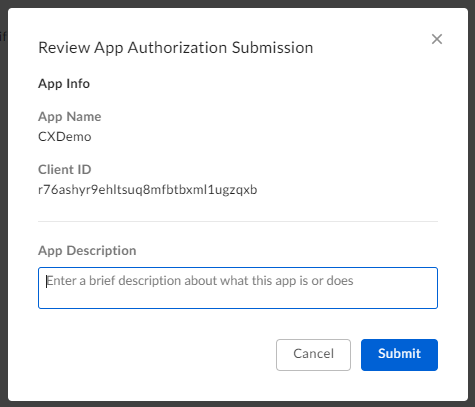 Review App Authorization Submission
App Info
App Name
CXDemo
Client ID
r76ashyr9ehltsuq8mfbtbxml1ugzqxb
App Description
Enter a brief description about what this app is or does
Cancel
Submit